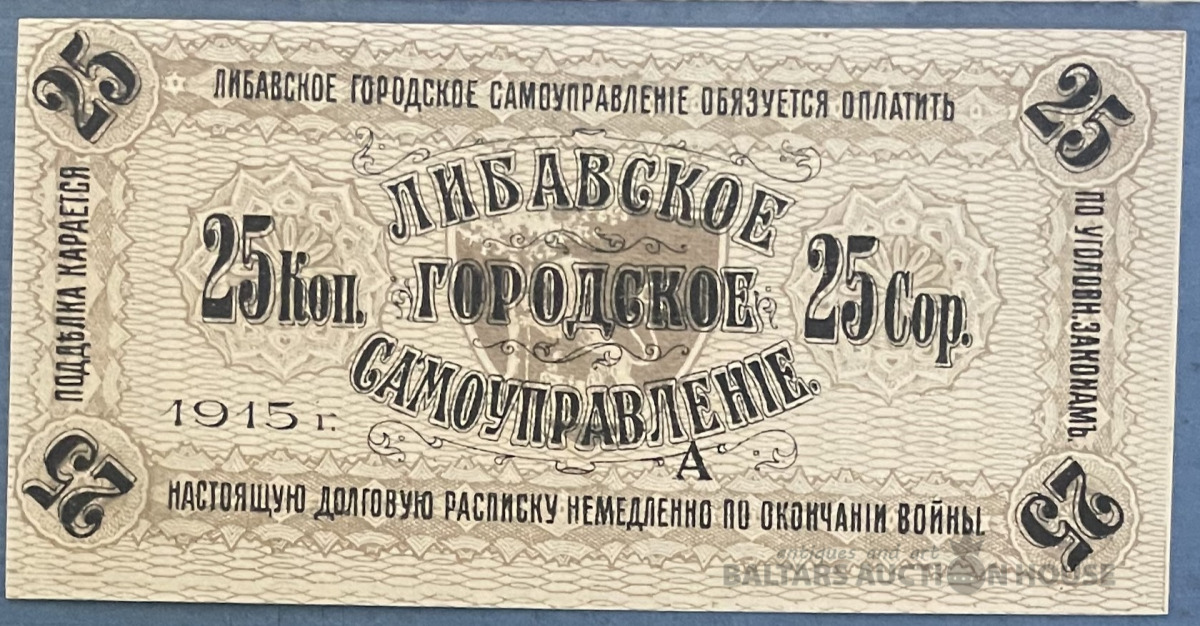 25
25
ЛИБАВСКОЕ ГОРОДСКОЕ САМОУПРАВЛЕНІЕ ОБЯЗУЕТСЯ ОПЛАТИТЬ
ПОДДѢЛКА КАРАЕТСЯ
25 Коп.
ЛИБАВСКОЕ
ГОРОДСКОЕ
САМОУПРАВЛЕНІЕ.
25 Cop.
ПО УГОЛОВН. ЗАКОНАМЪ.
1915 г.
А
НАСТОЯЩУЮ ДОЛГОВУЮ РАСПИСКУ НЕМЕДЛЕННО ПО ОКОНЧАНІИ ВОЙНЫ.
25
25
antiques and art
BALTARS AUCTION HOUSE